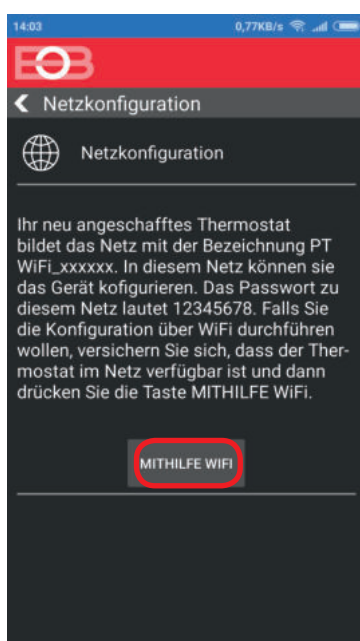 14:03 0,77KB/s
EOB
Netzkonfiguration
Netzkonfiguration
Ihr neu angeschafftes Thermostat
bildet das Netz mit der Bezeichnung PT
WiFi_xxxxxx. In diesem Netz können sie
das Gerät kofigurieren. Das Passwort zu
diesem Netz lautet 12345678. Falls Sie
die Konfiguration über WiFi durchführen
wollen, versichern Sie sich, dass der Ther-
mostat im Netz verfügbar ist und dann
drücken Sie die Taste MITHILFE WiFi.
MITHILFE WIFI